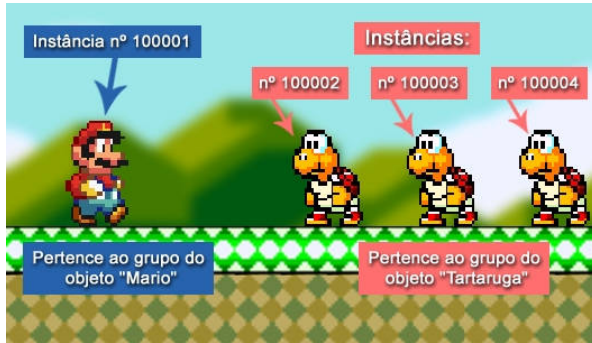 Instância nº 100001
Instâncias:
nº 100002
nº 100003
nº 100004
Pertence ao grupo do
objeto "Mario"
Pertence ao grupo do
objeto "Tartaruga"